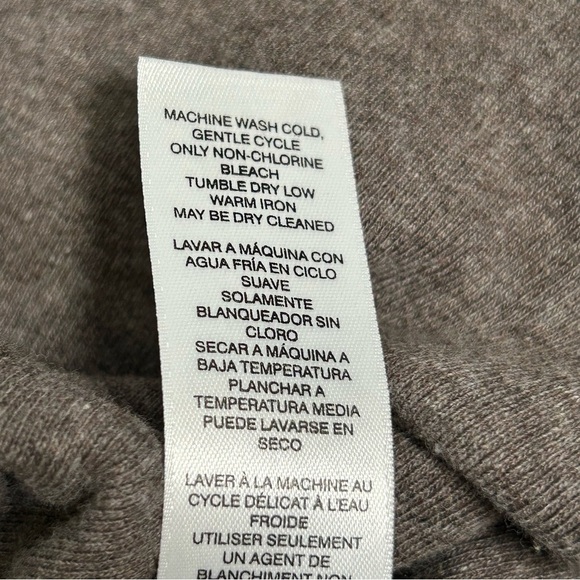 MACHINE WASH COLD,
GENTLE CYCLE
ONLY NON-CHLORINE
BLEACH
TUMBLE DRY LOW
WARM IRON
MAY BE DRY CLEANED
LAVAR A MÁQUINA CON
AGUA FRÍA EN CICLO
SUAVE
SOLAMENTE
BLANQUEADOR SIN
CLORO
SECAR A MÁQUINA A
BAJA TEMPERATURA
PLANCHAR A
TEMPERATURA MEDIA
PUEDE LAVARSE EN
SECO
LAVER À LA MACHINE AU
CYCLE DÉLICAT À L'EAU
FROIDE
UTILISER SEULEMENT
UN AGENT DE
BLANCHIMENT NON